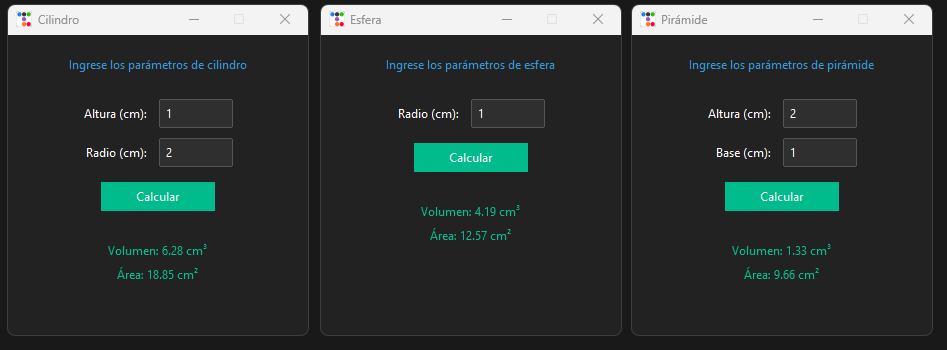 Cilindro
Ingrese los parámetros de cilindro
Altura (cm): 1
Radio (cm): 2
Calcular
Volumen: 6.28 cm³
Área: 18.85 cm²
Esfera
Ingrese los parámetros de esfera
Radio (cm): 1
Calcular
Volumen: 4.19 cm³
Área: 12.57 cm²
Pirámide
Ingrese los parámetros de pirámide
Altura (cm): 2
Base (cm): 1
Calcular
Volumen: 1.33 cm³
Área: 9.66 cm²